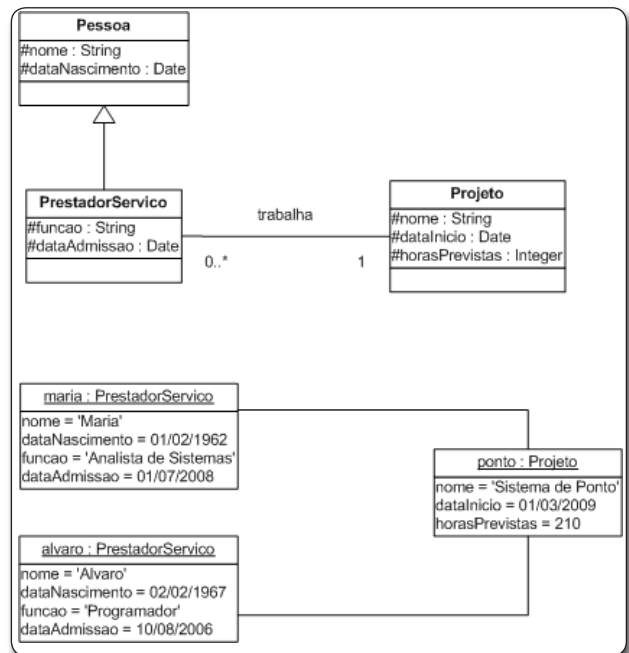 Pessoa
#nome : String
#dataNascimento : Date
PrestadorServico
#funcao : String
#dataAdmissao : Date
trabalha
0..*
1
Projeto
#nome : String
#dataInicio : Date
#horasPrevistas : Integer
maria : PrestadorServico
nome = 'Maria'
dataNascimento = 01/02/1962
funcao = 'Analista de Sistemas'
dataAdmissao = 01/07/2008
ponto : Projeto
nome = 'Sistema de Ponto'
dataInicio = 01/03/2009
horasPrevistas = 210
alvaro : PrestadorServico
nome = 'Alvaro'
dataNascimento = 02/02/1967
funcao = 'Programador'
dataAdmissao = 10/08/2006